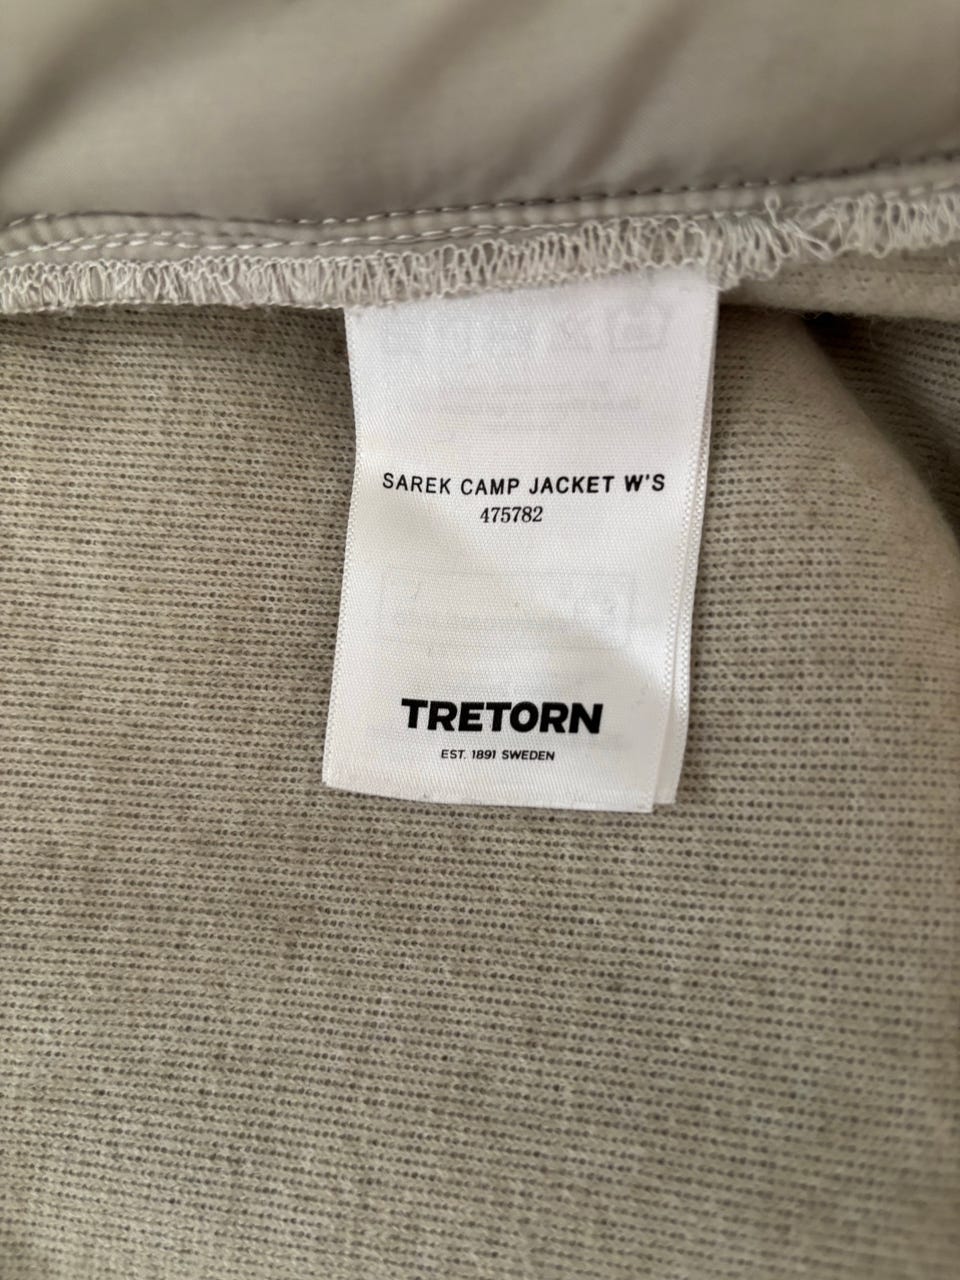 SAREK CAMP JACKET W'S
475782
TRETORN
EST. 1891 SWEDEN